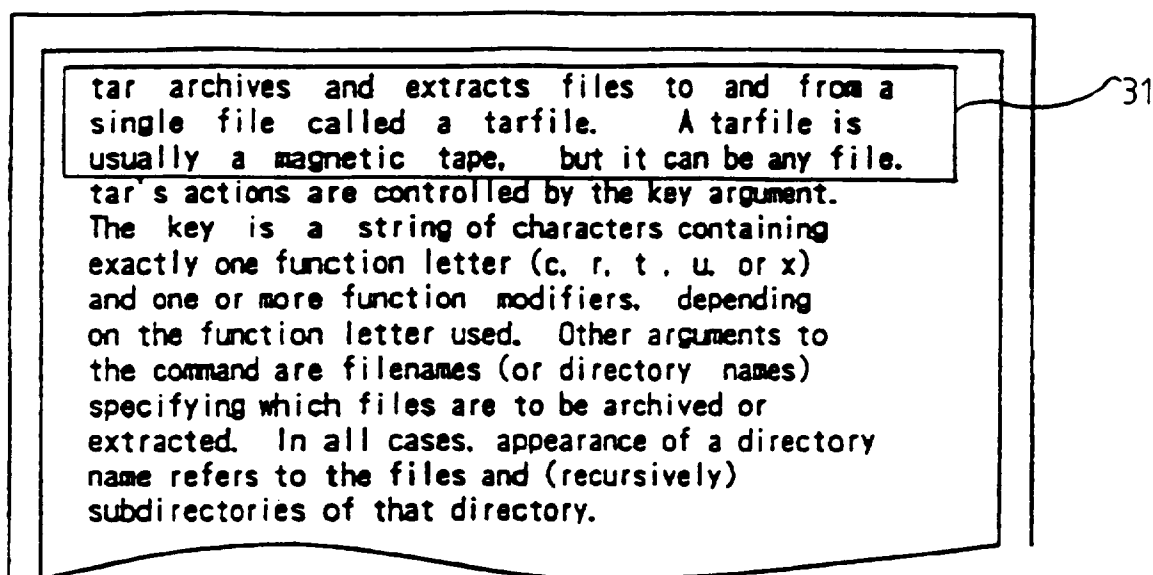 tar archives and extracts files to and from a
single file called a tarfile. A tarfile is
usually a magnetic tape, but it can be any file.
tar's actions are controlled by the key argument.
The key is a string of characters containing
exactly one function letter (c, r, t , u, or x)
and one or more function modifiers, depending
on the function letter used. Other arguments to
the command are filenames (or directory names)
specifying which files are to be archived or
extracted. In all cases, appearance of a directory
name refers to the files and (recursively)
subdirectories of that directory.
31